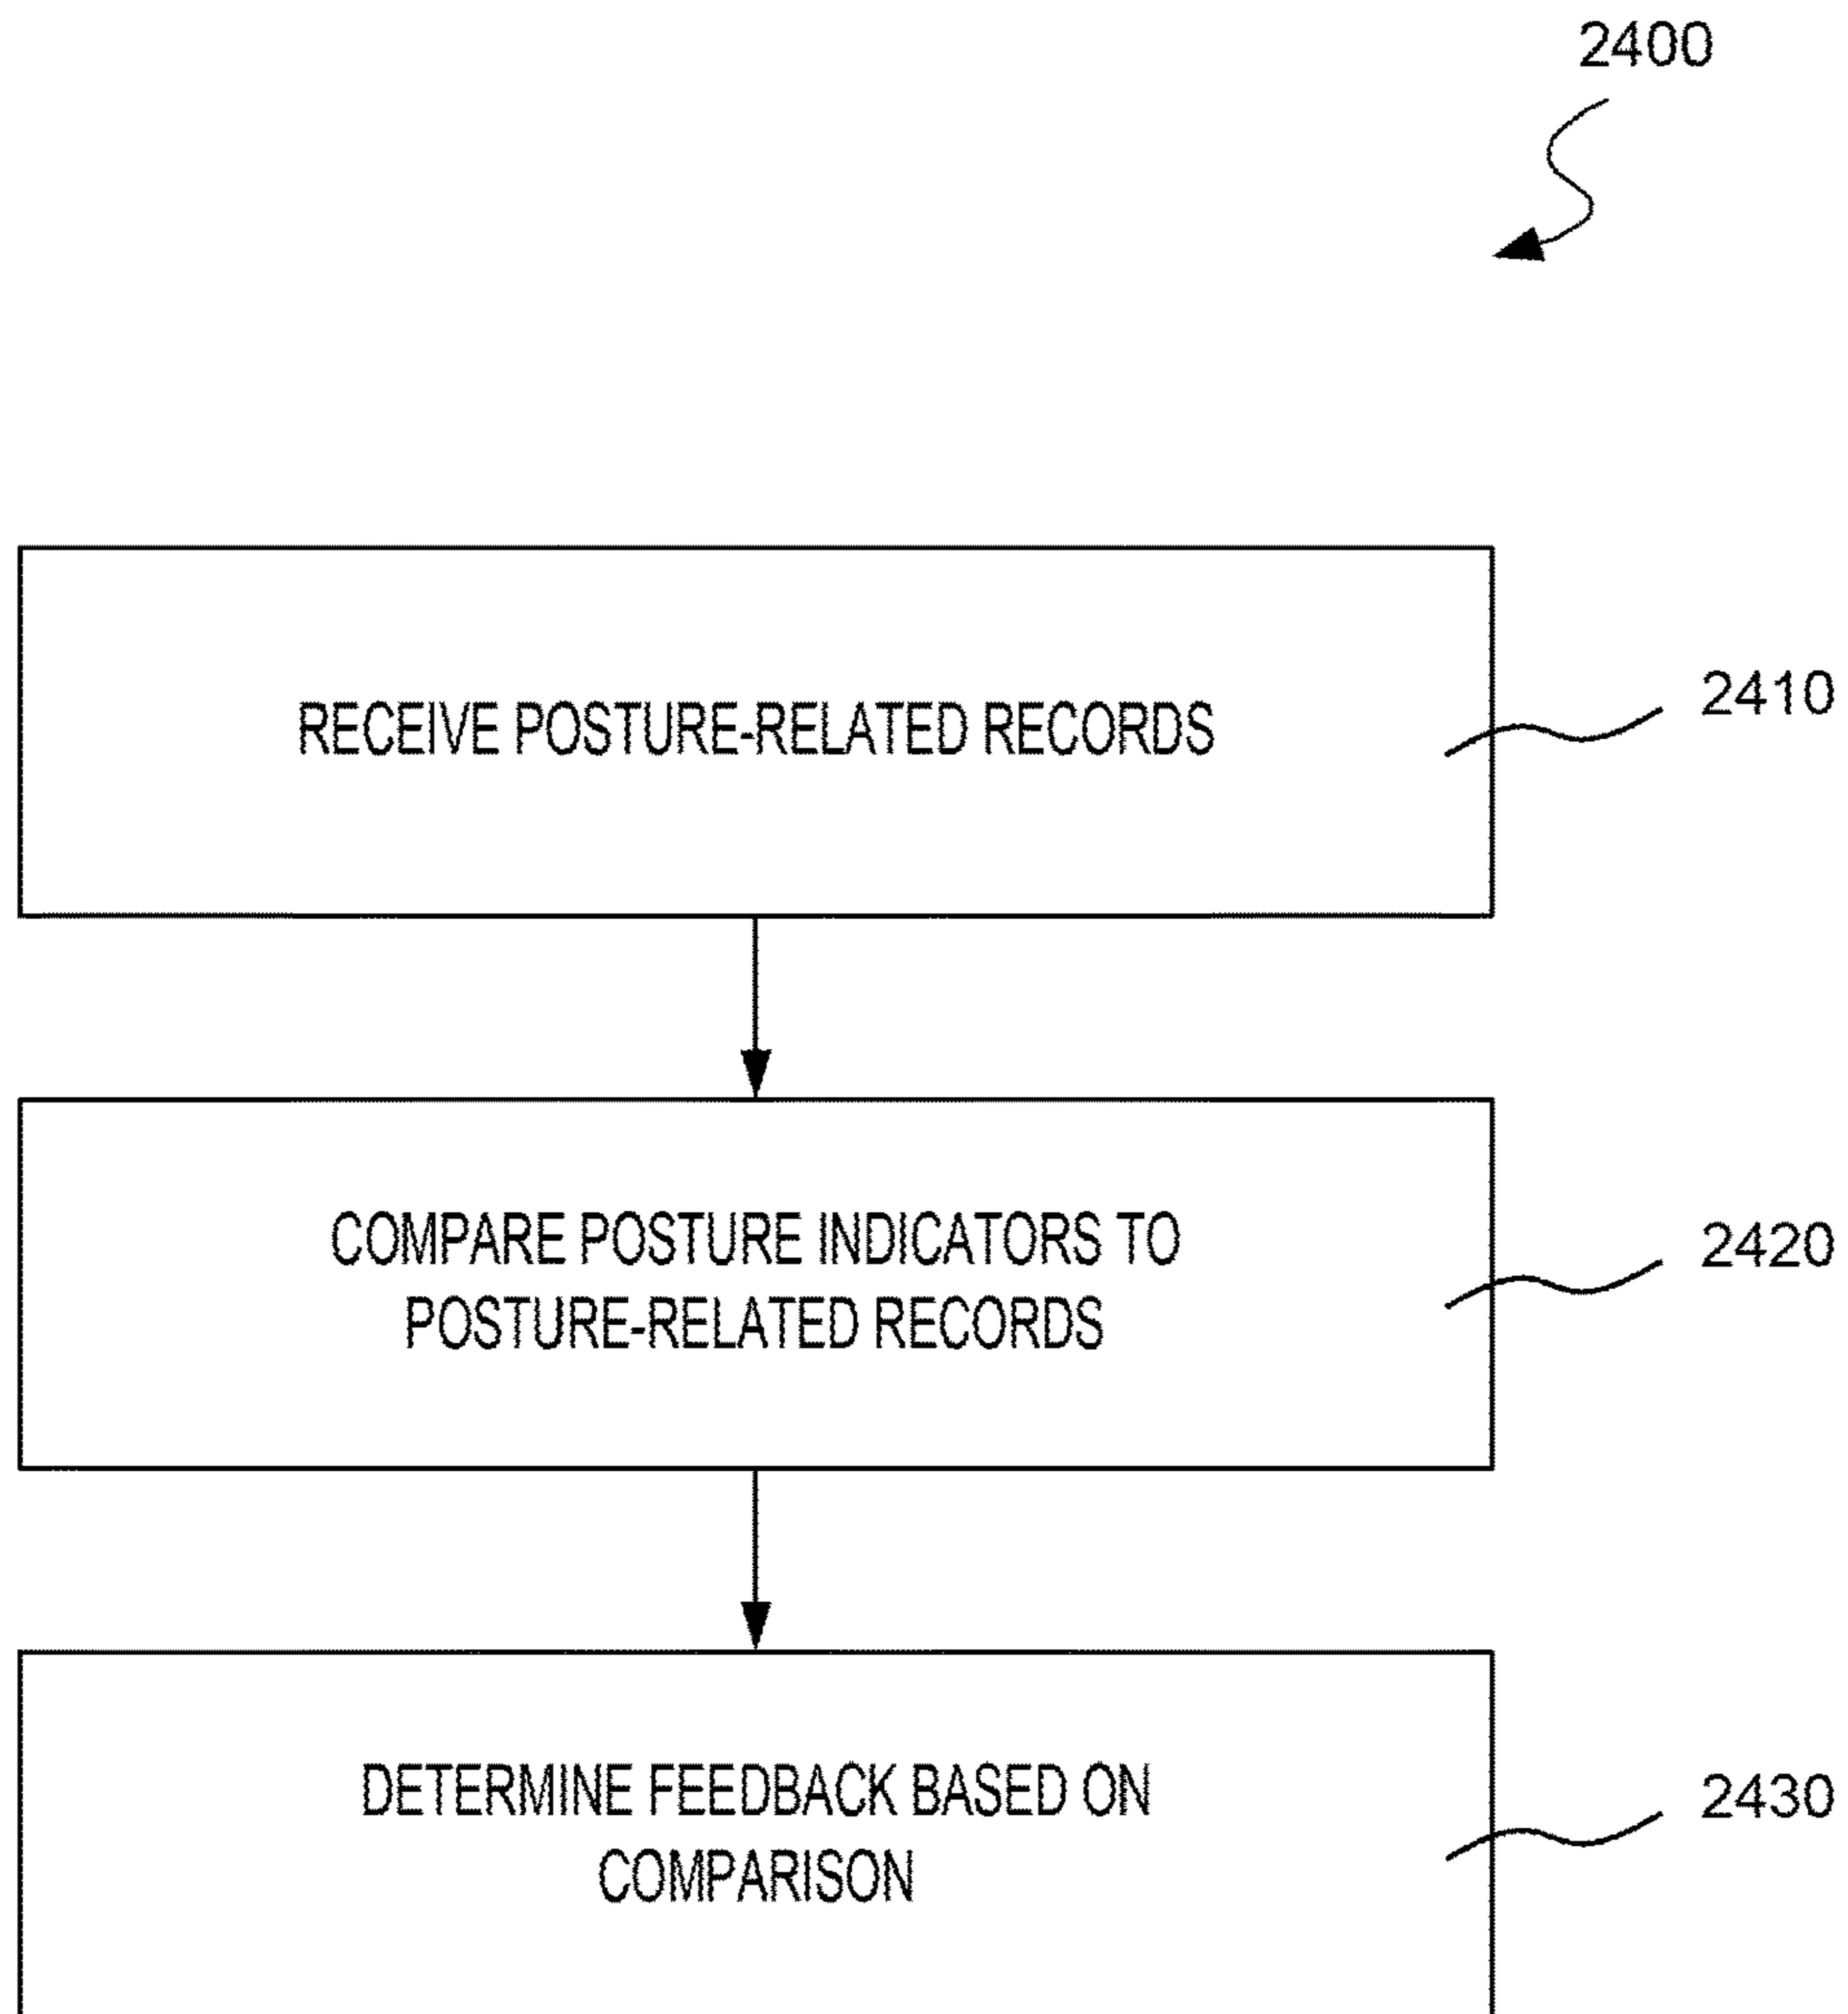 2400
RECEIVE POSTURE-RELATED RECORDS
2410
COMPARE POSTURE INDICATORS TO
POSTURE-RELATED RECORDS
2420
DETERMINE FEEDBACK BASED ON
COMPARISON
2430